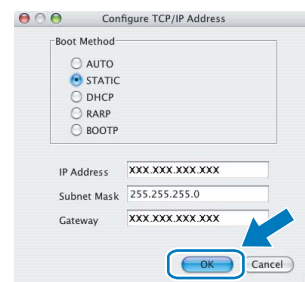 Configure TCP/IP Address
Boot Method
AUTO
STATIC
DHCP
RARP
BOOTP
IP Address XXX.XXX.XXX.XXX
Subnet Mask 255.255.255.0
Gateway XXX.XXX.XXX.XXX
OK Cancel